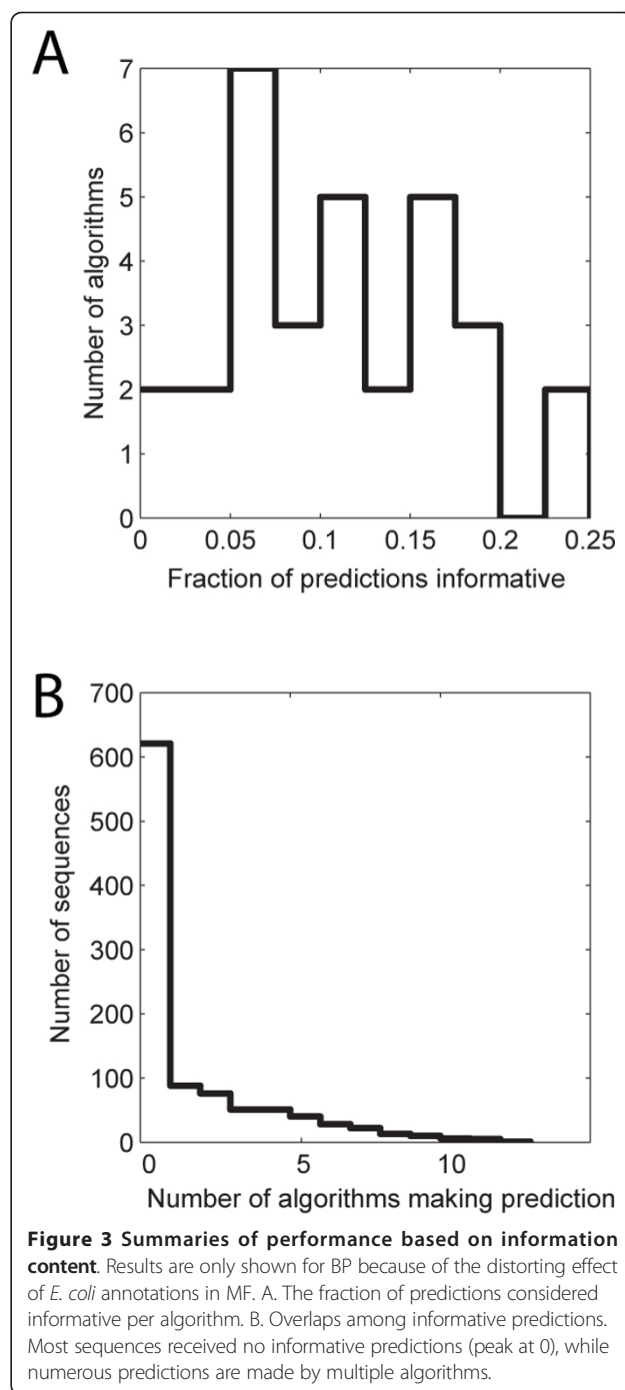 A
7
6
5
4
3
2
1
0
Number of algorithms
0 0.05 0.1 0.15 0.2 0.25
Fraction of predictions informative
B
700
600
500
400
300
200
100
0
Number of sequences
0 5 10
Number of algorithms making prediction
Figure 3 Summaries of performance based on information
content. Results are only shown for BP because of the distorting effect
of E. coli annotations in MF. A. The fraction of predictions considered
informative per algorithm. B. Overlaps among informative predictions.
Most sequences received no informative predictions (peak at 0), while
numerous predictions are made by multiple algorithms.